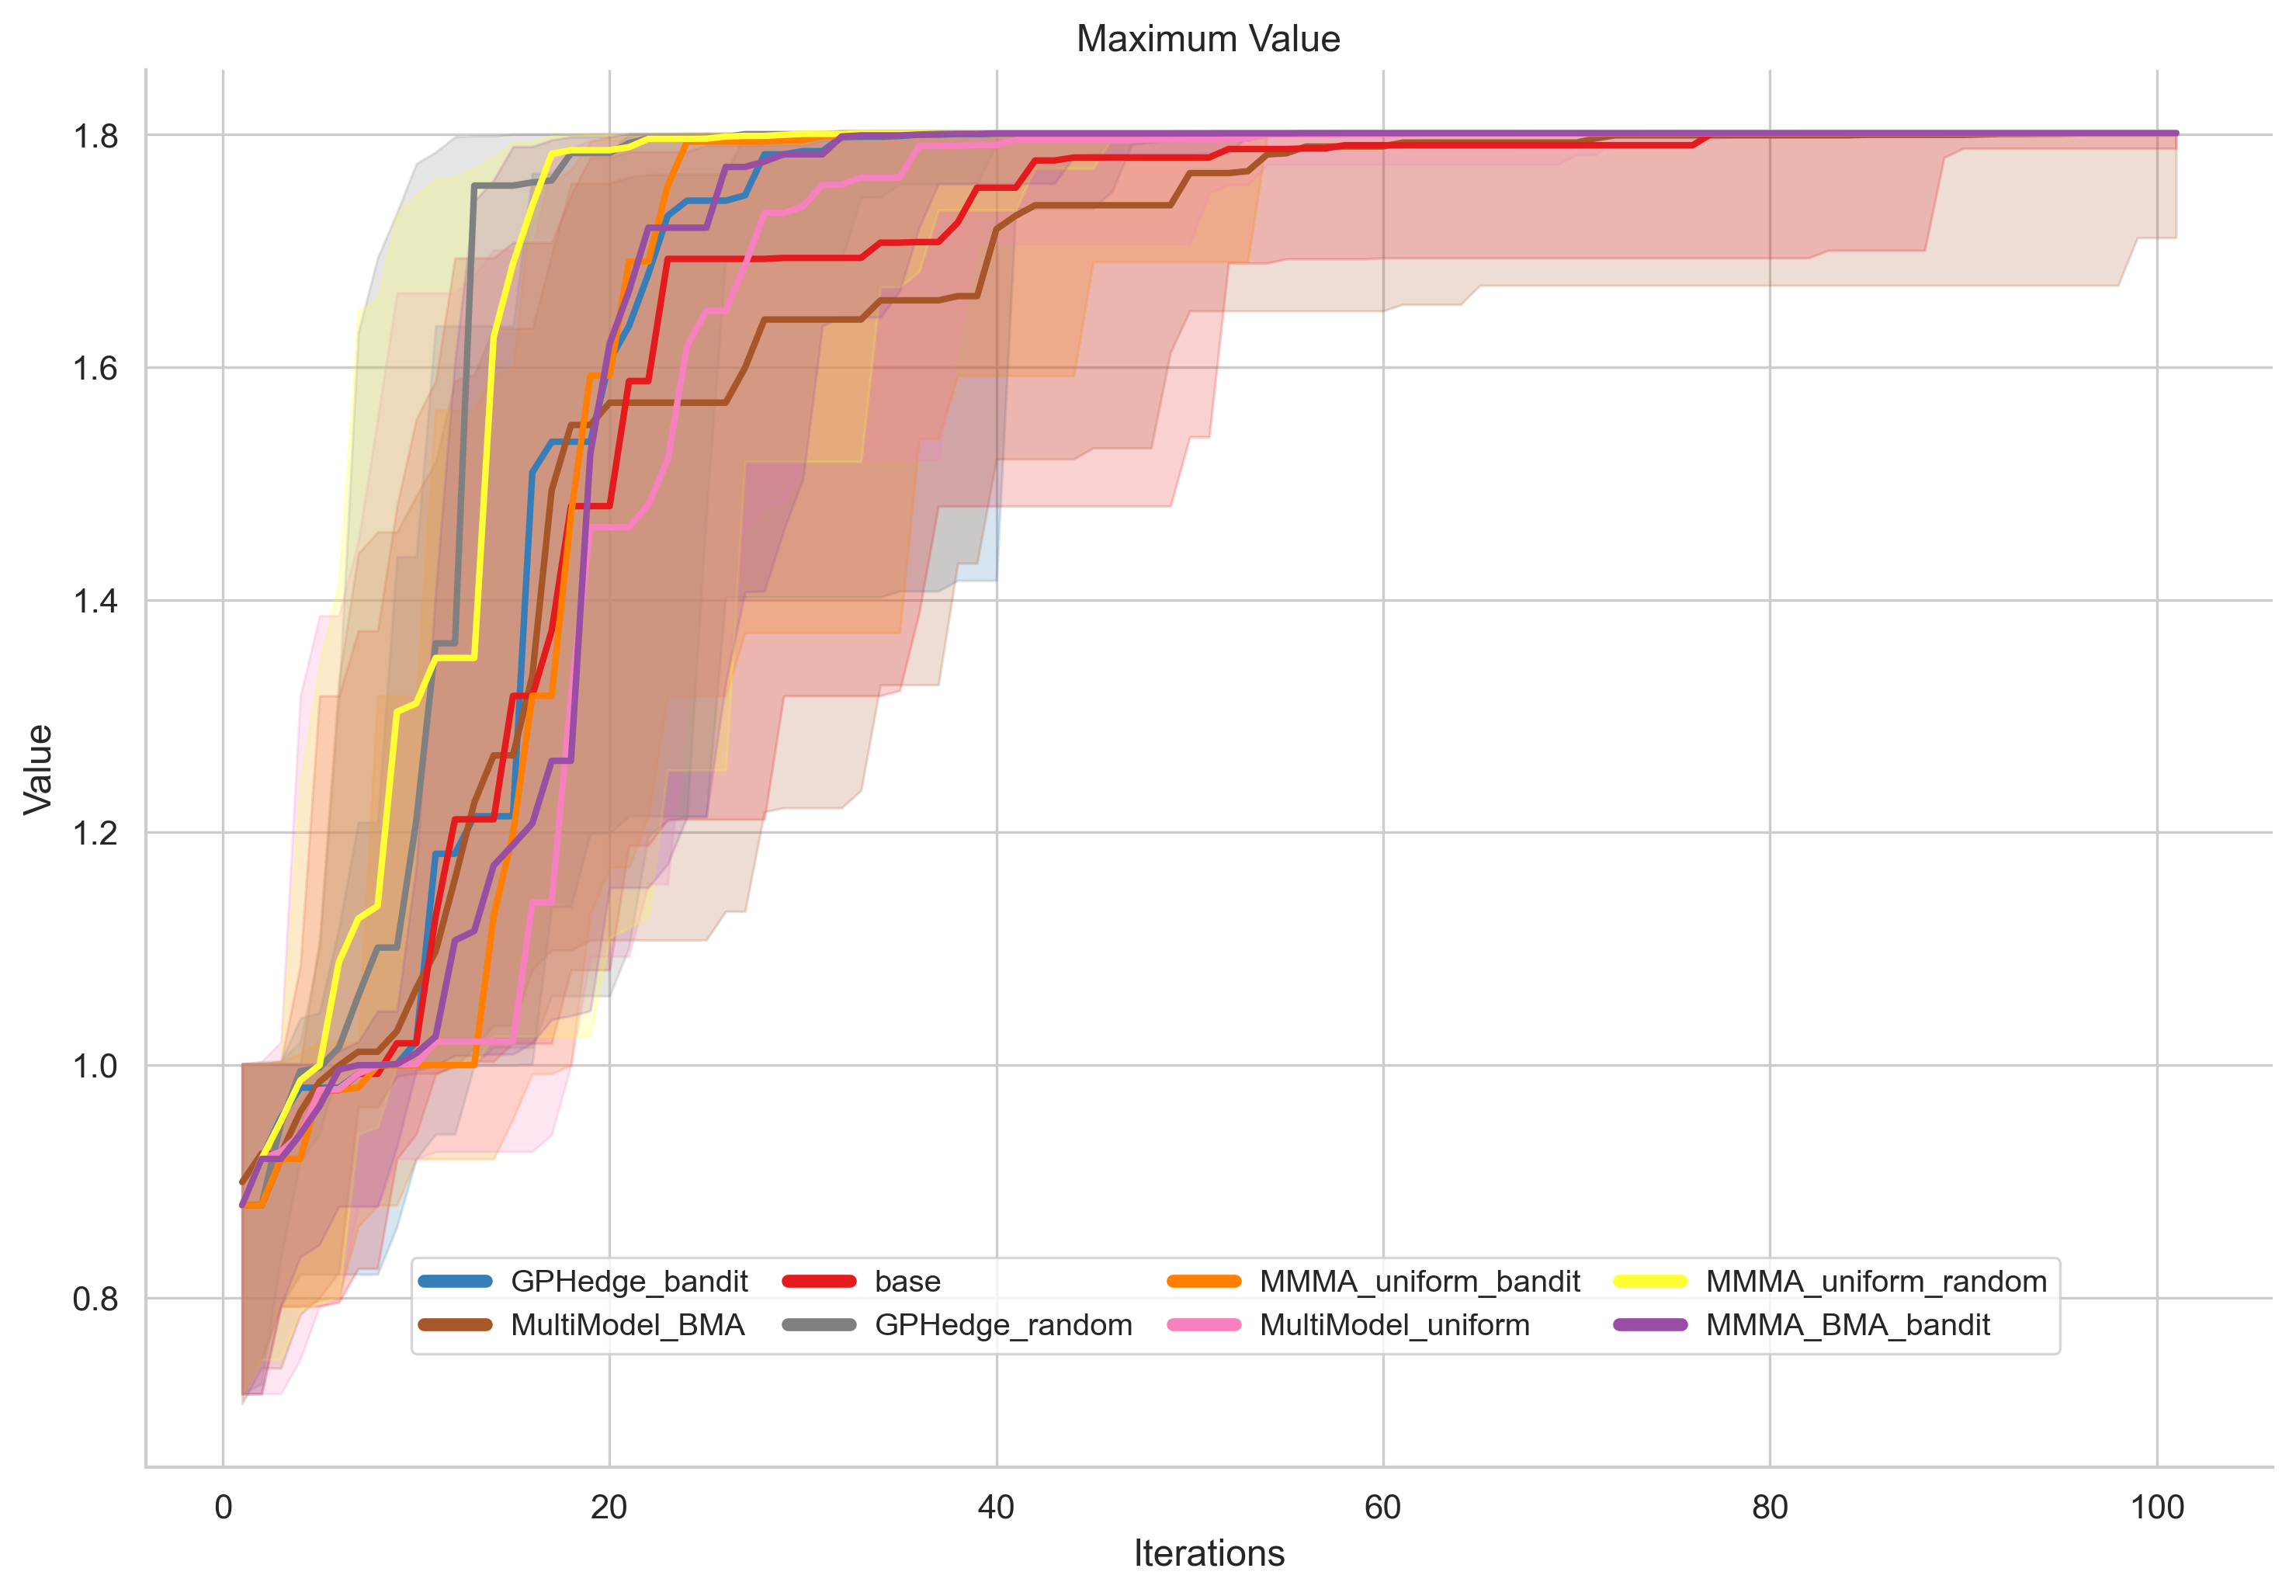 Maximum Value
1.8
1.6
1.4
1.2
1.0
0.8
Value
GPHedge_bandit
MultiModel_BMA
base
GPHedge_random
MMMA_uniform_bandit
MultiModel_uniform
MMMA_uniform_random
MMMA_BMA_bandit
0 20 40 60 80 100
Iterations